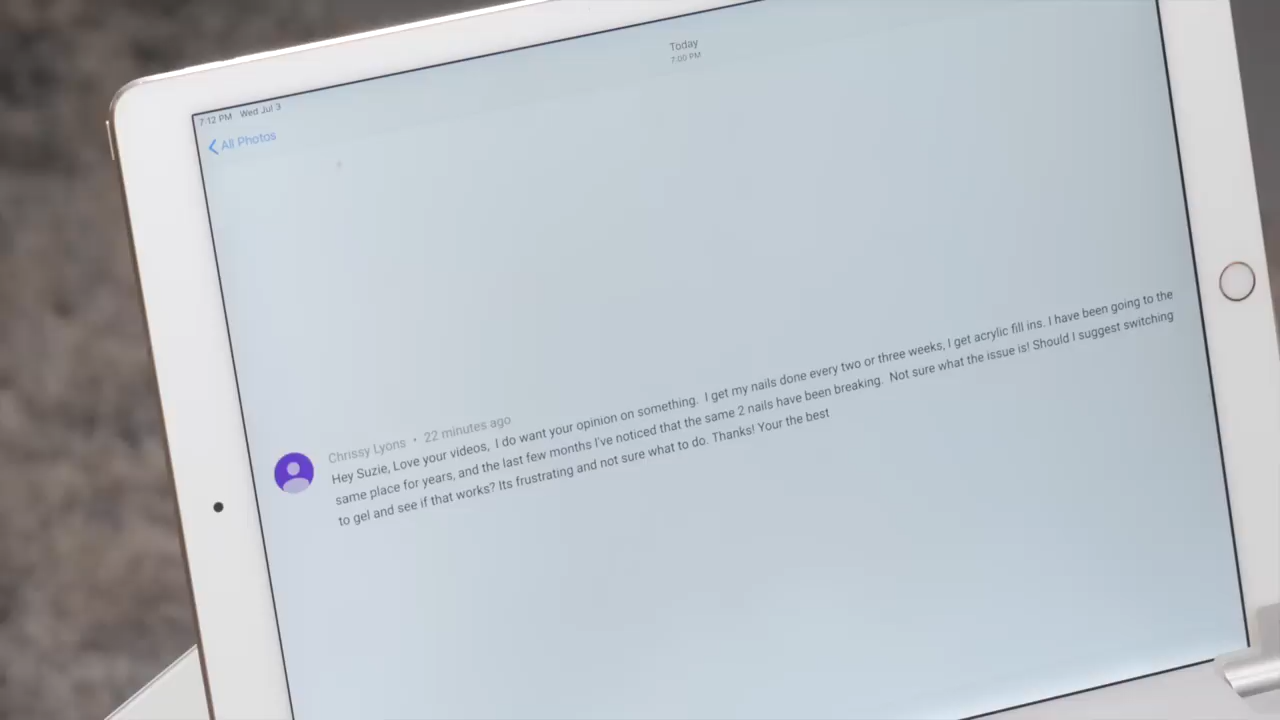 Today
7:00 PM
7:12 PM Wed Jul 3
All Photos
Chrissy Lyons • 22 minutes ago
Hey Suzie, Love your videos, I do want your opinion on something. I get my nails done every two or three weeks, I get acrylic fill ins. I have been going to the
same place for years, and the last few months I've noticed that the same 2 nails have been breaking. Not sure what the issue is! Should I suggest switching
to gel and see if that works? Its frustrating and not sure what to do. Thanks! Your the best